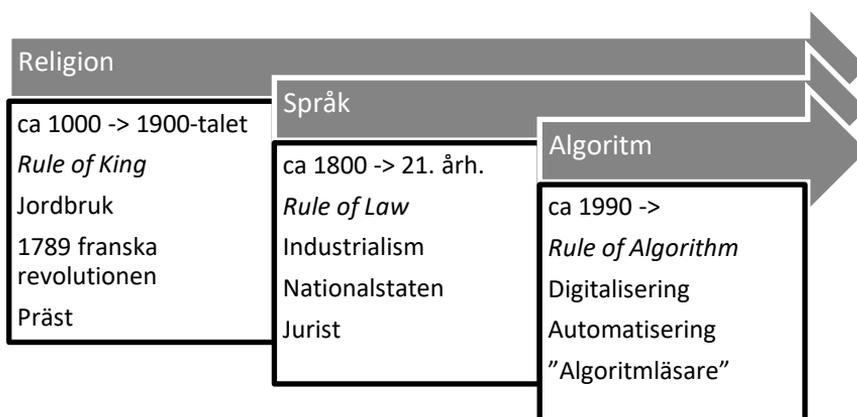 Religion
ca 1000 -> 1900-talet
Rule of King
Jordbruk
1789 franska
revolutionen
Präst
Språk
ca 1800 -> 21. årh.
Rule of Law
Industrialism
Nationalstaten
Jurist
Algoritm
ca 1990 ->
Rule of Algorithm
Digitalisering
Automatisering
”Algoritmläsare”